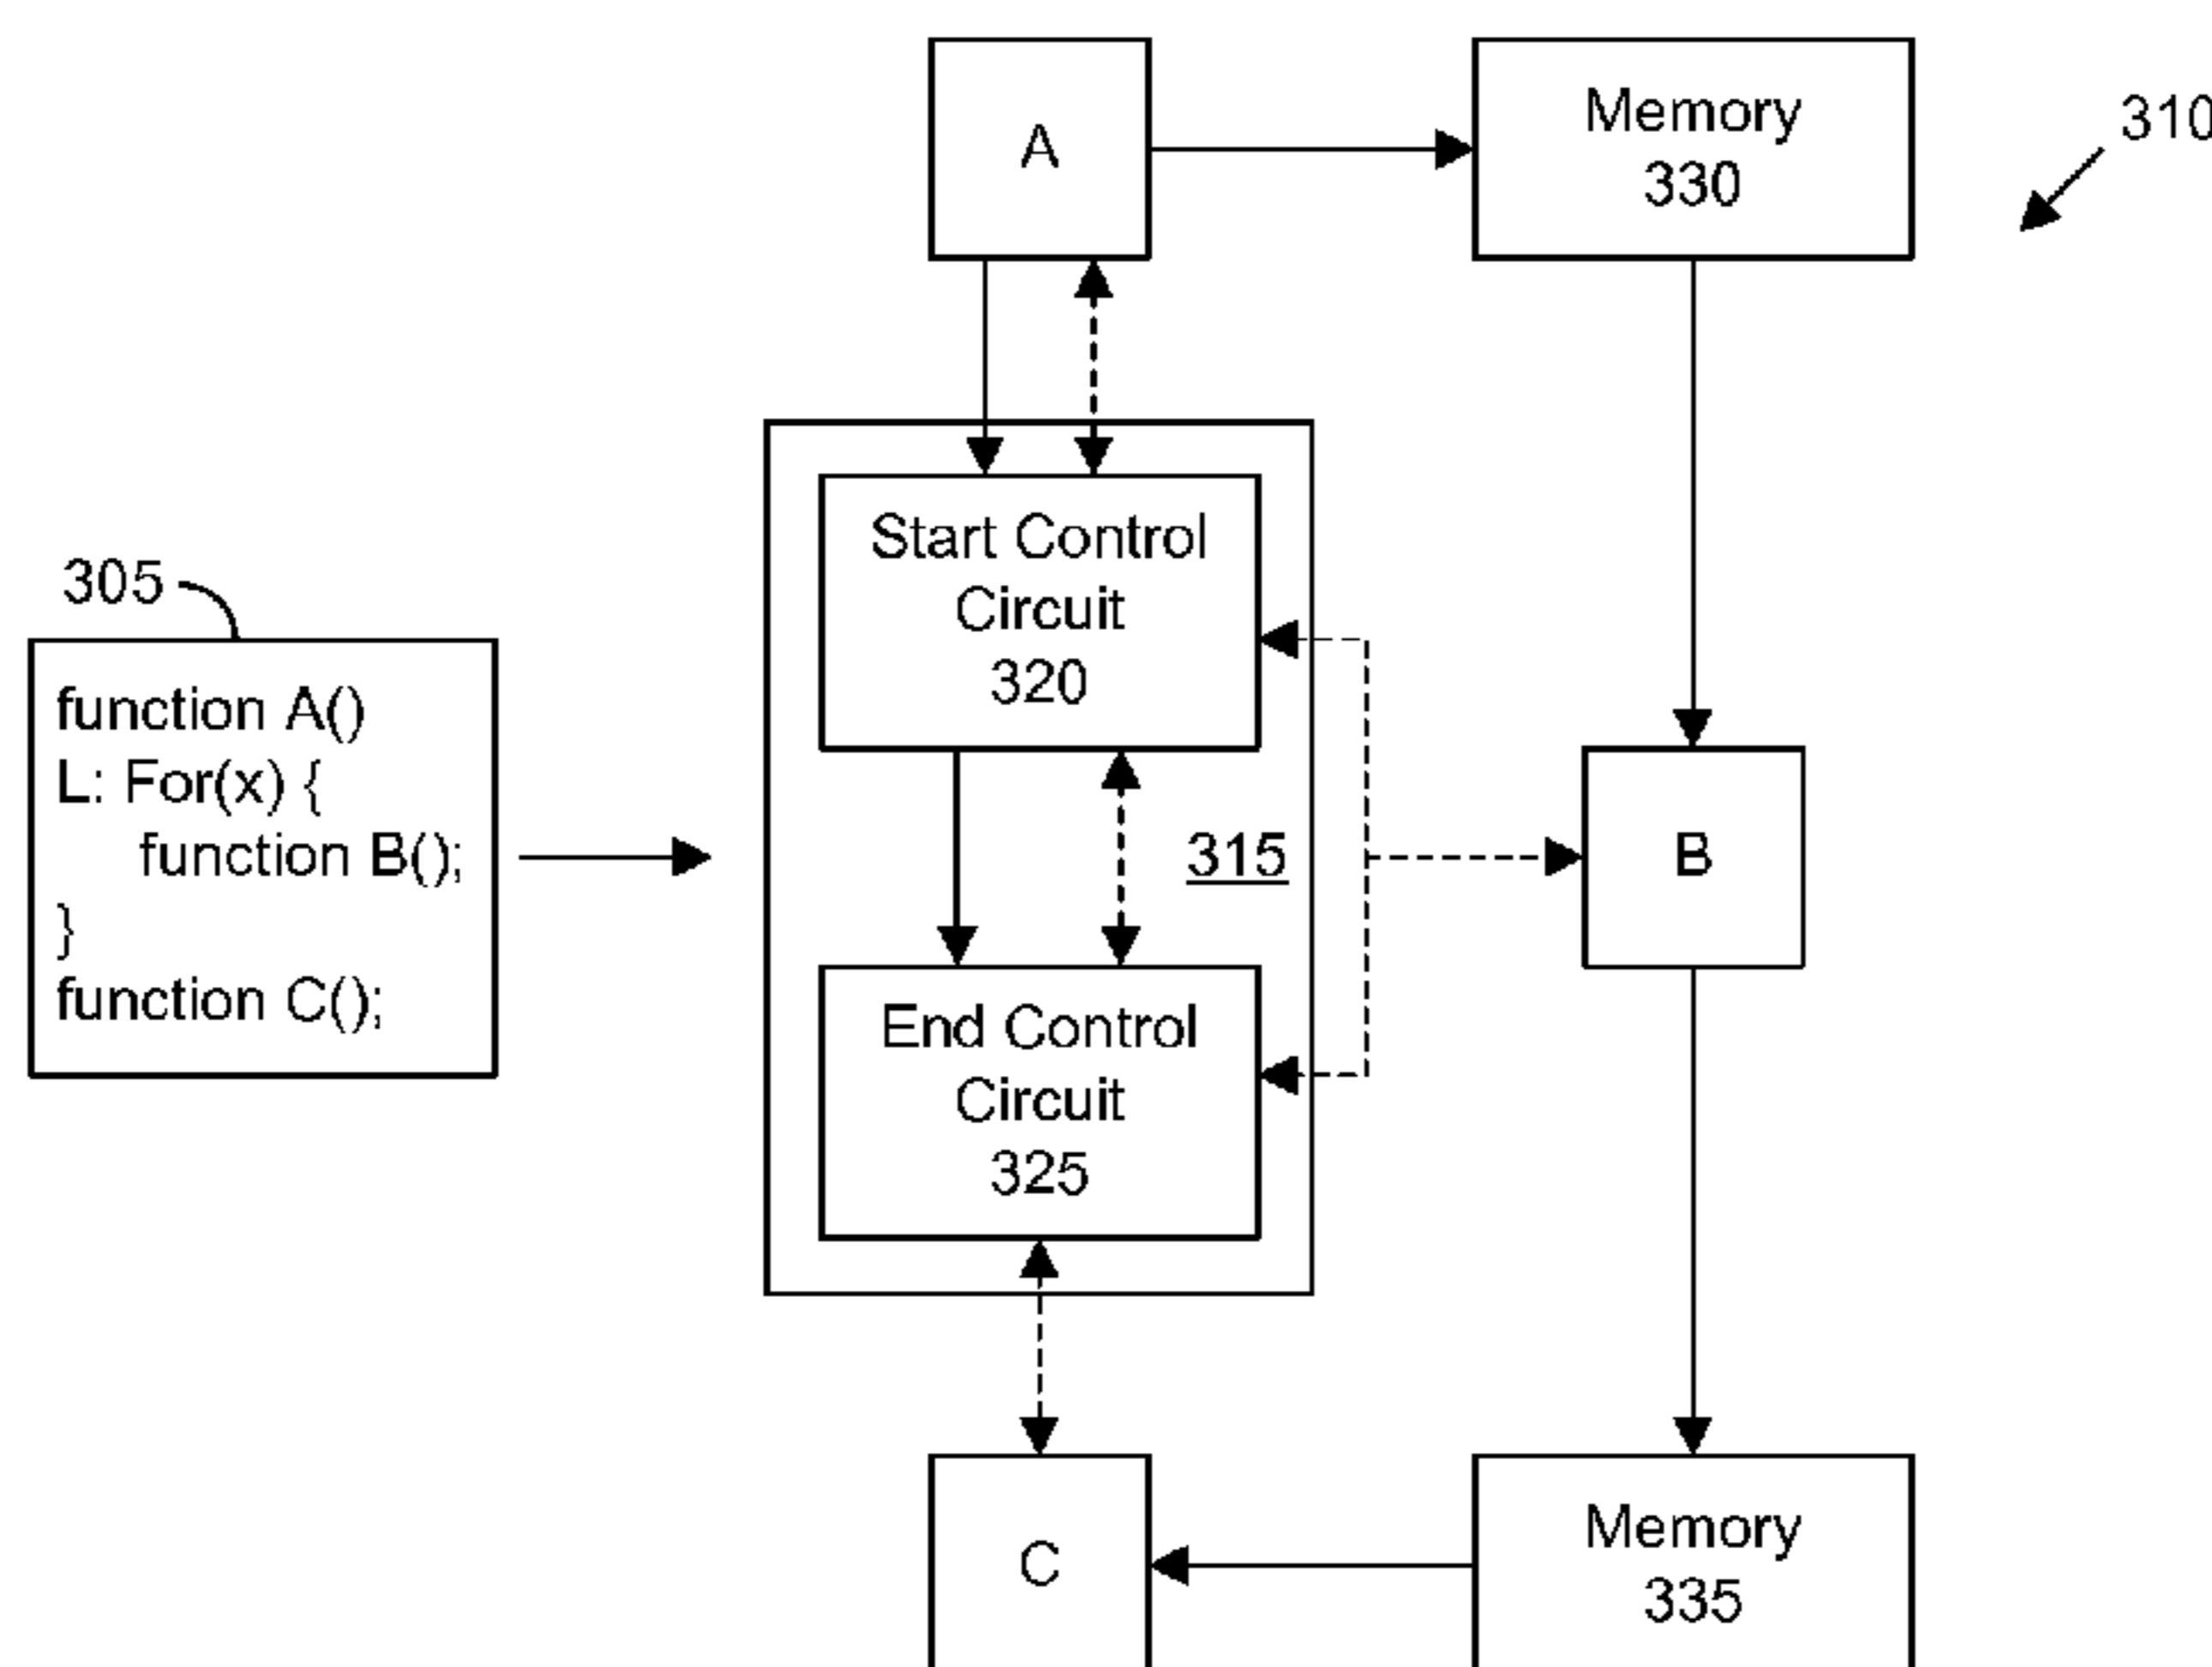 A
Memory
330
310
Start Control
Circuit
320
305
function A()
L: For(x) {
function B();
}
function C();
315
B
End Control
Circuit
325
C
Memory
335